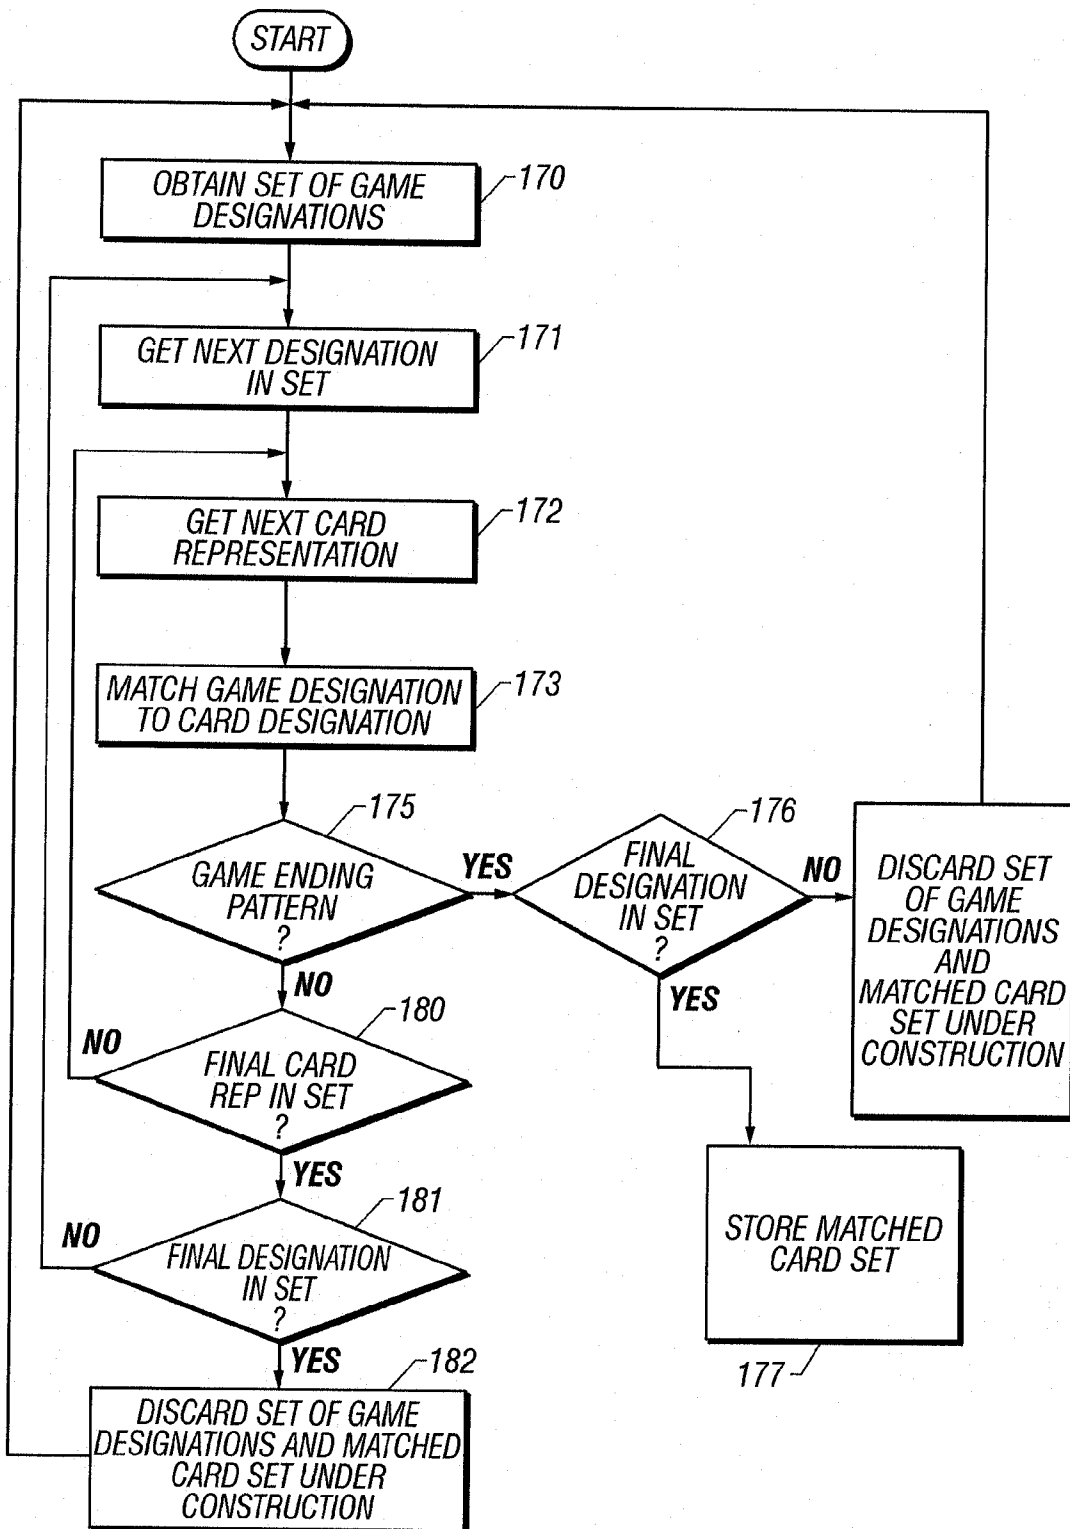 START
OBTAIN SET OF GAME
DESIGNATIONS
170
GET NEXT DESIGNATION
IN SET
171
GET NEXT CARD
REPRESENTATION
172
MATCH GAME DESIGNATION
TO CARD DESIGNATION
173
GAME ENDING
PATTERN
?
175
YES
NO
FINAL
DESIGNATION
IN SET
?
176
NO
YES
DISCARD SET
OF GAME
DESIGNATIONS
AND
MATCHED CARD
SET UNDER
CONSTRUCTION
FINAL CARD
REP IN SET
?
180
NO
YES
STORE MATCHED
CARD SET
177
FINAL DESIGNATION
IN SET
?
181
NO
YES
DISCARD SET OF GAME
DESIGNATIONS AND MATCHED
CARD SET UNDER
CONSTRUCTION
182